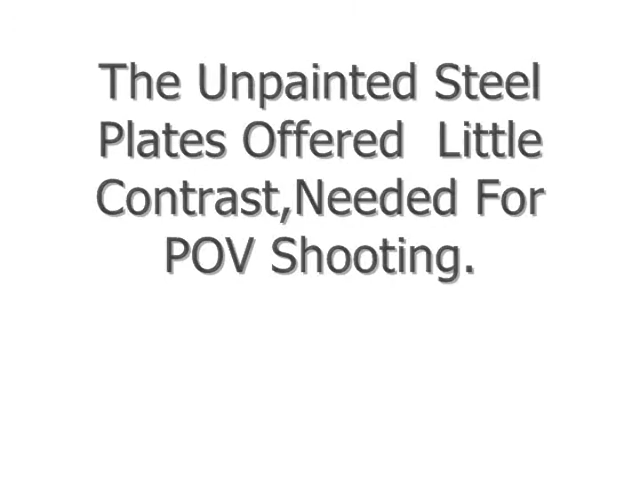 The Unpainted Steel
Plates Offered  Little
Contrast,Needed For
POV Shooting.